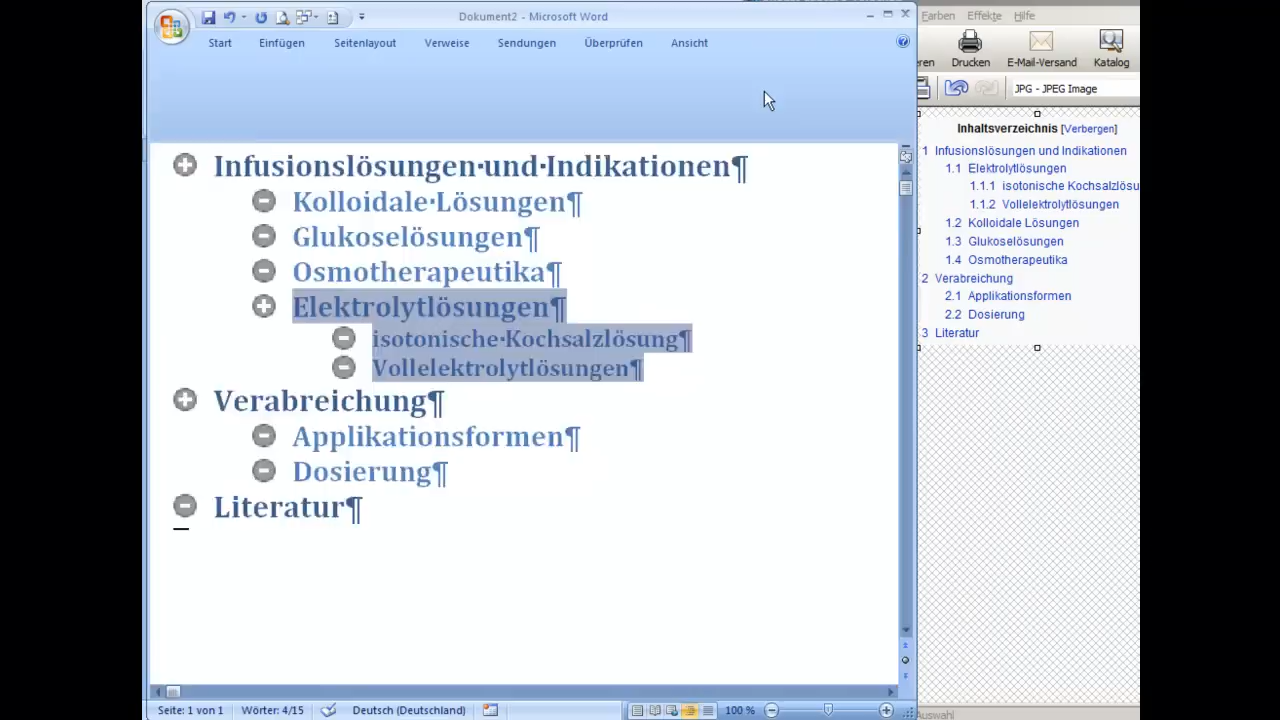 Dokument2 - Microsoft Word
Start Einfügen Seitenlayout Verweise Sendungen Überprüfen Ansicht
Infusionslösungen·und·Indikationen¶
Kolloidale·Lösungen¶
Glukoselösungen¶
Osmotherapeutika¶
Elektrolytlösungen¶
isotonische·Kochsalzlösung¶
Vollelektrolytlösungen¶
Verabreichung¶
Applikationsformen¶
Dosierung¶
Literatur¶
Seite: 1 von 1 Wörter: 4/15 Deutsch (Deutschland) 100 %
Farben Effekte Hilfe
eren Drucken E-Mail-Versand Katalog
JPG - JPEG Image
Inhaltsverzeichnis [Verbergen]
1 Infusionslösungen und Indikationen
1.1 Elektrolytlösungen
1.1.1 isotonische Kochsalzlösu
1.1.2 Vollelektrolytlösungen
1.2 Kolloidale Lösungen
1.3 Glukoselösungen
1.4 Osmotherapeutika
2 Verabreichung
2.1 Applikationsformen
2.2 Dosierung
3 Literatur
Auswahl